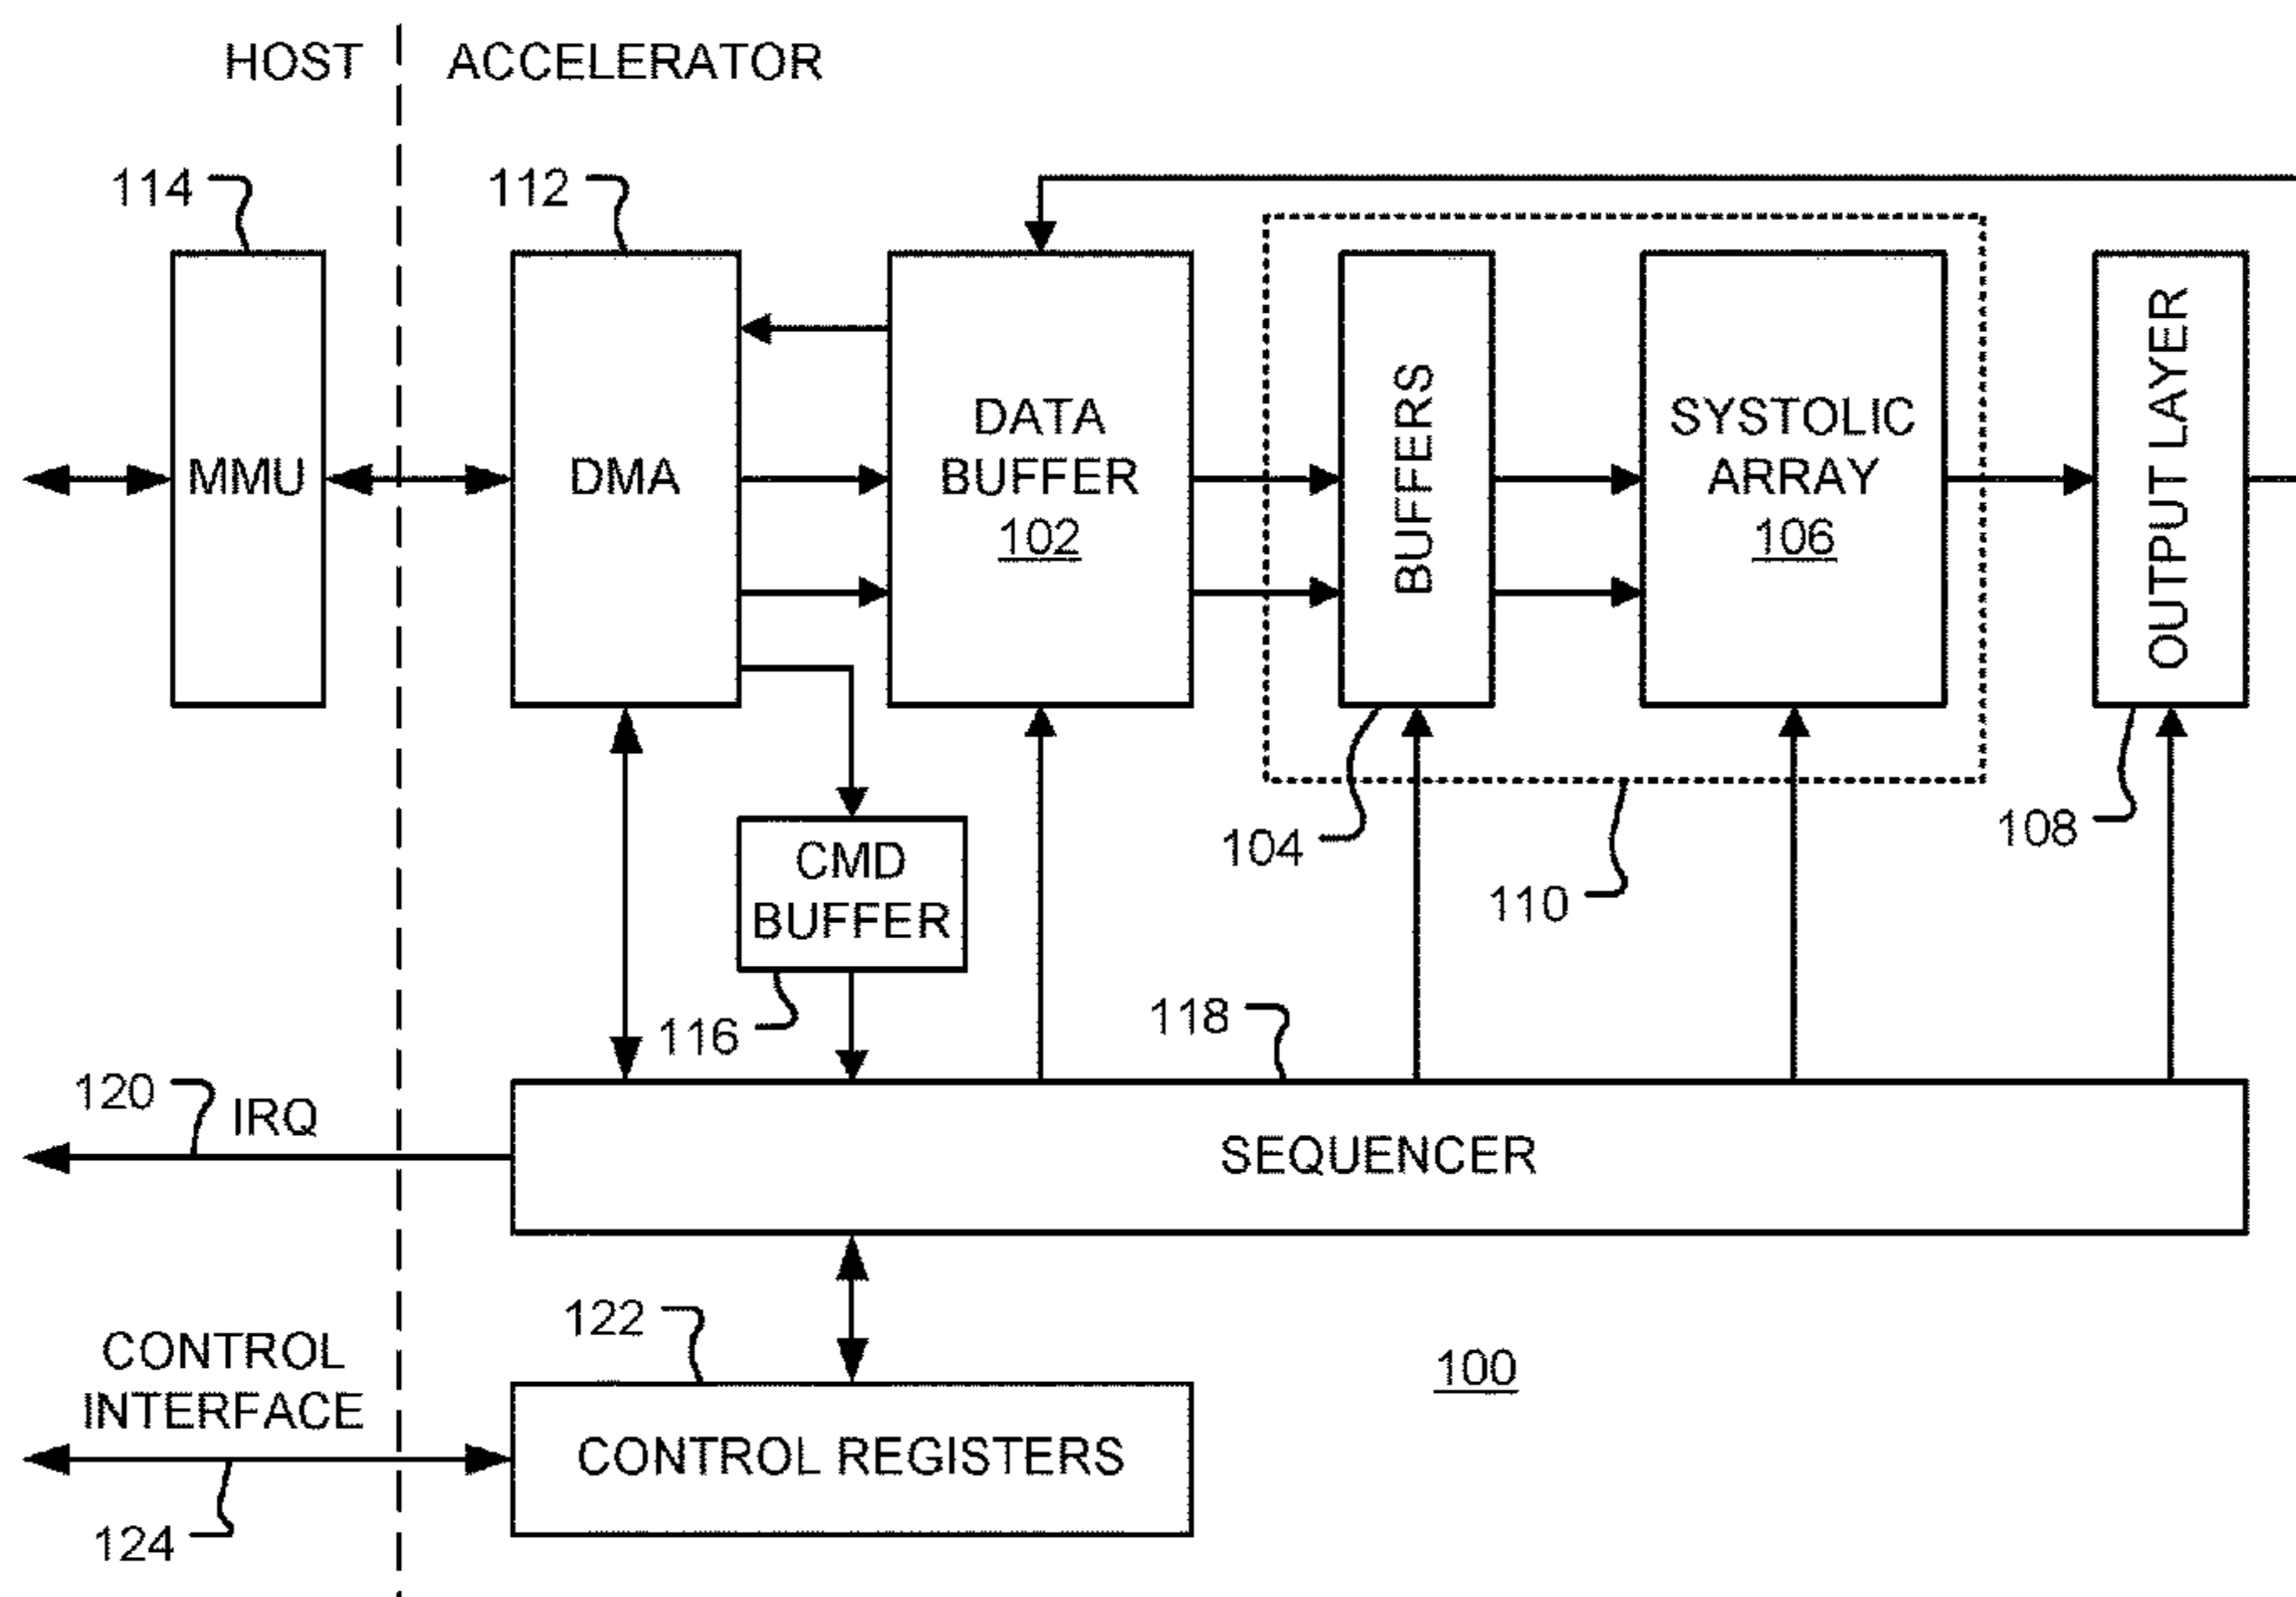 HOST
ACCELERATOR
114
112
MMU
DMA
DATA
BUFFER
102
BUFFERS
SYSTOLIC
ARRAY
106
OUTPUT LAYER
CMD
BUFFER
104
108
110
116
118
120
IRQ
SEQUENCER
122
CONTROL
INTERFACE
100
CONTROL REGISTERS
124